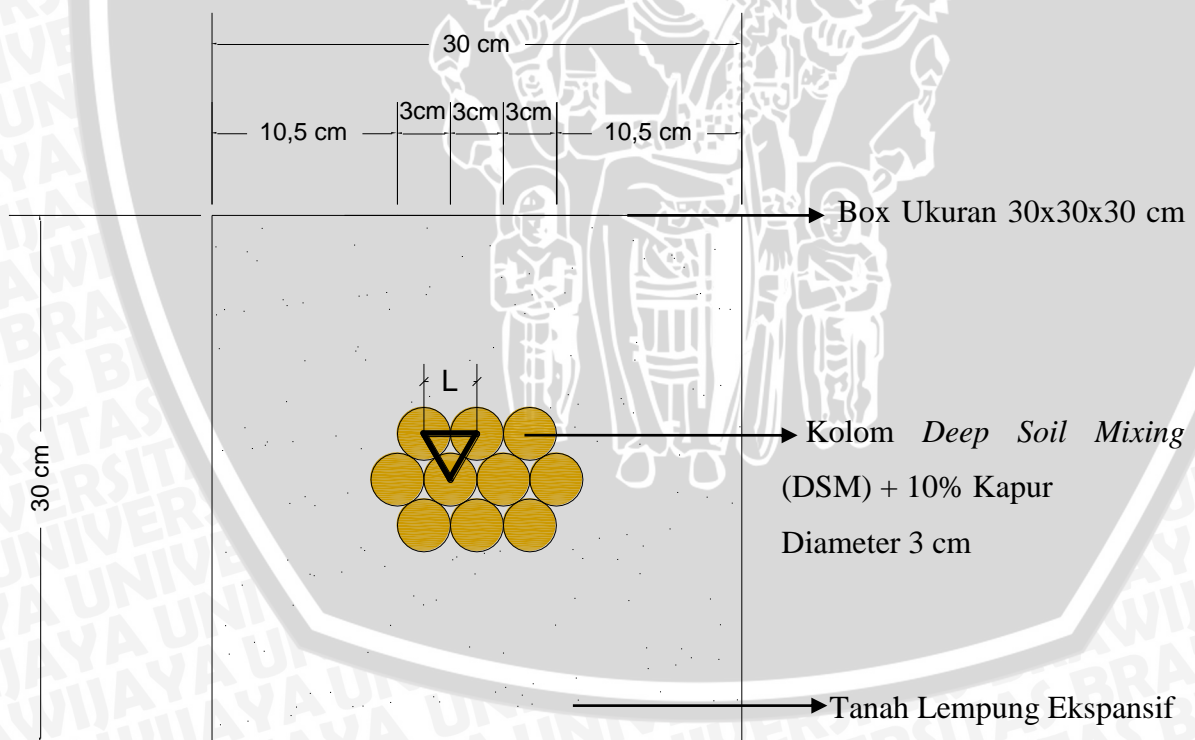 30 cm
3cm 3cm 3cm
10,5 cm 10,5 cm
Box Ukuran 30x30x30 cm
L
30 cm
Kolom Deep Soil Mixing
(DSM) + 10% Kapur
Diameter 3 cm
Tanah Lempung Ekspansif